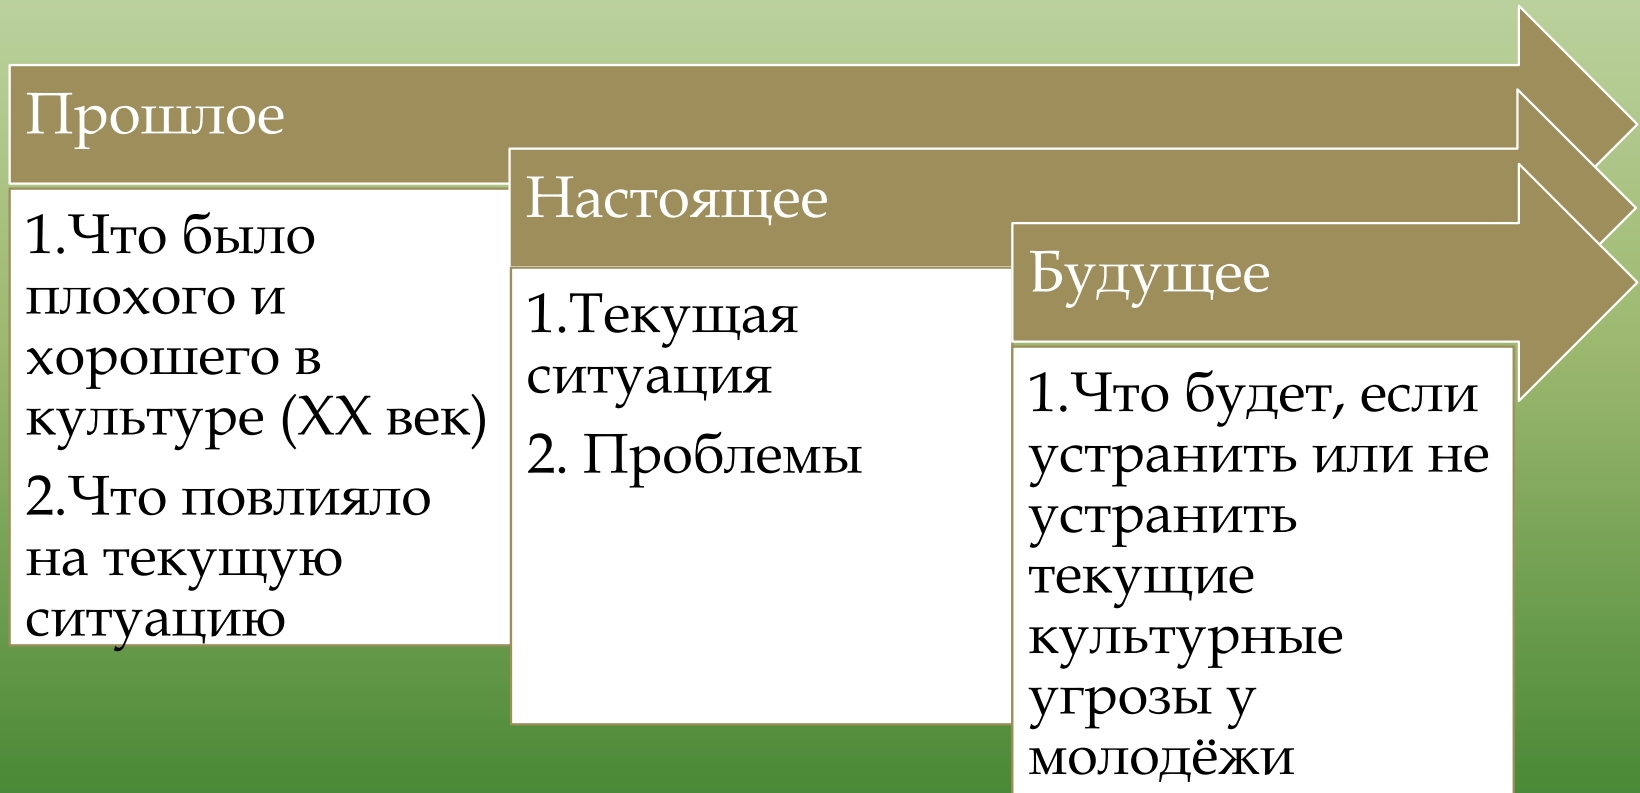 Прошлое
1.Что было
плохого и
хорошего в
культуре (XX век)
2.Что повлияло
на текущую
ситуацию
Настоящее
1.Текущая
ситуация
2. Проблемы
Будущее
1.Что будет, если
устранить или не
устранить
текущие
культурные
угрозы у
молодёжи